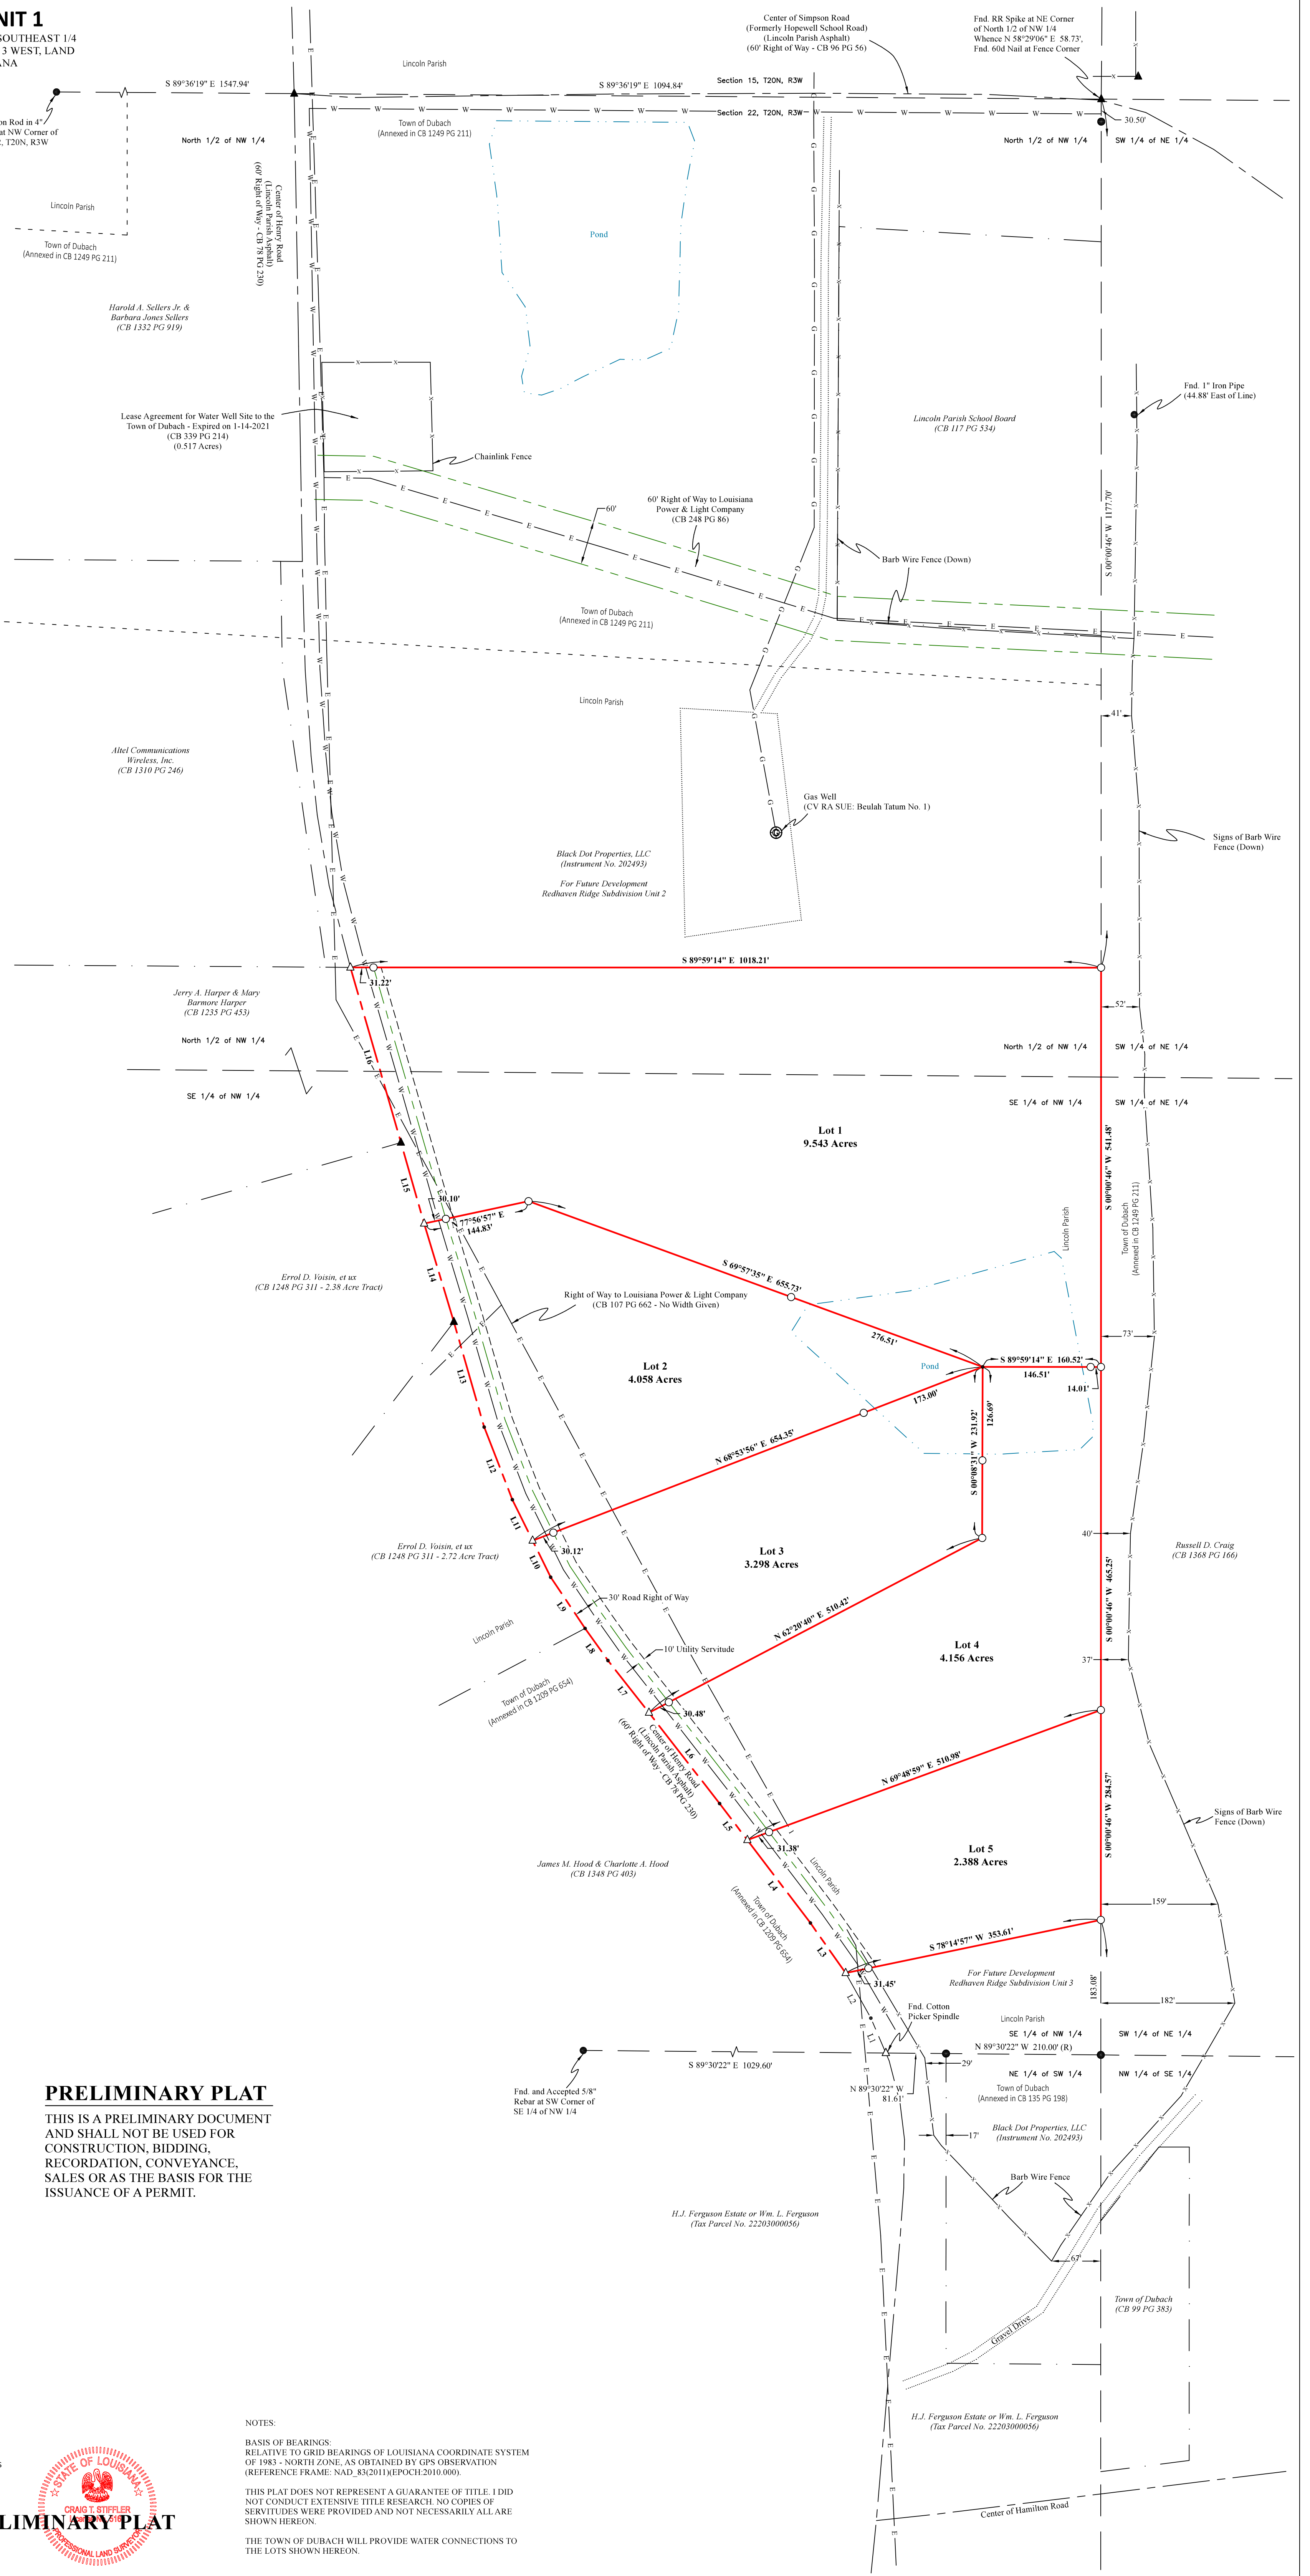 NIT 1
SOUTHEAST 1/4
3 WEST, LAND
ANA
Center of Simpson Road
(Formerly Hopewell School Road)
(Lincoln Parish Asphalt)
(60' Right of Way - CB 96 PG 56)
Fnd. RR Spike at NE Corner
of North 1/2 of NW 1/4
Whence N 58°29'06" E 58.73',
Fnd. 60d Nail at Fence Corner
Lincoln Parish
S 89°36'19" E 1547.94'
S 89°36'19" E 1094.84'
Section 15, T20N, R3W
Section 22, T20N, R3W
on Rod in 4"
at NW Corner of
2, T20N, R3W
Town of Dubach
(Annexed in CB 1249 PG 211)
30.50'
North 1/2 of NW 1/4
North 1/2 of NW 1/4
SW 1/4 of NE 1/4
Center of Henry Road
(Lincoln Parish Asphalt)
(60' Right of Way - CB 78 PG 230)
Lincoln Parish
Town of Dubach
(Annexed in CB 1249 PG 211)
Pond
Harold A. Sellers Jr. &
Barbara Jones Sellers
(CB 1332 PG 919)
Fnd. 1" Iron Pipe
(44.88' East of Line)
Lease Agreement for Water Well Site to the
Town of Dubach - Expired on 1-14-2021
(CB 339 PG 214)
(0.517 Acres)
Lincoln Parish School Board
(CB 117 PG 534)
Chainlink Fence
60' Right of Way to Louisiana
Power & Light Company
(CB 248 PG 86)
60'
S 00°00'46" W 1177.70'
Barb Wire Fence (Down)
Town of Dubach
(Annexed in CB 1249 PG 211)
Lincoln Parish
41'
Altel Communications
Wireless, Inc.
(CB 1310 PG 246)
Gas Well
(CV RA SUE: Beulah Tatum No. 1)
G
Signs of Barb Wire
Fence (Down)
Black Dot Properties, LLC
(Instrument No. 202493)
For Future Development
Redhaven Ridge Subdivision Unit 2
S 89°59'14" E 1018.21'
31.22'
Jerry A. Harper & Mary
Barmore Harper
(CB 1235 PG 453)
52'
L16
North 1/2 of NW 1/4
North 1/2 of NW 1/4
SW 1/4 of NE 1/4
SE 1/4 of NW 1/4
SE 1/4 of NW 1/4
SW 1/4 of NE 1/4
Lot 1
9.543 Acres
S 00°00'46" W 541.48'
L15
30.10'
N 77°56'57" E
144.83'
Lincoln Parish
Town of Dubach
(Annexed in CB 1249 PG 211)
L14
S 69°57'35" E 655.73'
Errol D. Voisin, et ux
(CB 1248 PG 311 - 2.38 Acre Tract)
Right of Way to Louisiana Power & Light Company
(CB 107 PG 662 - No Width Given)
276.51'
73'
Lot 2
4.058 Acres
Pond
S 89°59'14" E 160.52'
146.51'
14.01'
L13
173.00'
126.69'
S 00°08'31" W 231.92'
N 68°53'56" E 654.35'
L12
L11
30.12'
40'
Errol D. Voisin, et ux
(CB 1248 PG 311 - 2.72 Acre Tract)
Lot 3
3.298 Acres
Russell D. Craig
(CB 1368 PG 166)
L10
30' Road Right of Way
L9
S 00°00'46" W 465.25'
N 62°20'40" E 510.42'
Lincoln Parish
L8
10' Utility Servitude
Lot 4
4.156 Acres
37'
Town of Dubach
(Annexed in CB 1209 PG 654)
L7
30.48'
Center of Henry Road
(Lincoln Parish Asphalt)
(60' Right of Way - CB 78 PG 230)
L6
N 69°48'59" E 510.98'
L5
31.38'
S 00°00'46" W 284.57'
Signs of Barb Wire
Fence (Down)
Lot 5
2.388 Acres
James M. Hood & Charlotte A. Hood
(CB 1348 PG 403)
L4
Lincoln Parish
Town of Dubach
(Annexed in CB 1209 PG 654)
159'
L3
S 78°14'57" W 353.61'
31.45'
For Future Development
Redhaven Ridge Subdivision Unit 3
183.08'
182'
L2
Fnd. Cotton
Picker Spindle
Lincoln Parish
L1
SE 1/4 of NW 1/4
SW 1/4 of NE 1/4
N 89°30'22" W 210.00' (R)
S 89°30'22" E 1029.60'
29'
NE 1/4 of SW 1/4
NW 1/4 of SE 1/4
N 89°30'22" W
81.61'
Town of Dubach
(Annexed in CB 135 PG 198)
Fnd. and Accepted 5/8"
Rebar at SW Corner of
SE 1/4 of NW 1/4
Black Dot Properties, LLC
(Instrument No. 202493)
17'
PRELIMINARY PLAT
THIS IS A PRELIMINARY DOCUMENT
AND SHALL NOT BE USED FOR
CONSTRUCTION, BIDDING,
RECORDATION, CONVEYANCE,
SALES OR AS THE BASIS FOR THE
ISSUANCE OF A PERMIT.
Barb Wire Fence
H.J. Ferguson Estate or Wm. L. Ferguson
(Tax Parcel No. 22203000056)
67'
Town of Dubach
(CB 99 PG 383)
Gravel Drive
H.J. Ferguson Estate or Wm. L. Ferguson
(Tax Parcel No. 22203000056)
Center of Hamilton Road
NOTES:
BASIS OF BEARINGS:
RELATIVE TO GRID BEARINGS OF LOUISIANA COORDINATE SYSTEM
OF 1983 - NORTH ZONE, AS OBTAINED BY GPS OBSERVATION
(REFERENCE FRAME: NAD_83(2011)(EPOCH:2010.000).
THIS PLAT DOES NOT REPRESENT A GUARANTEE OF TITLE. I DID
NOT CONDUCT EXTENSIVE TITLE RESEARCH. NO COPIES OF
SERVITUDES WERE PROVIDED AND NOT NECESSARILY ALL ARE
SHOWN HEREON.
THE TOWN OF DUBACH WILL PROVIDE WATER CONNECTIONS TO
THE LOTS SHOWN HEREON.
STATE OF LOUISIANA
CRAIG T. STIFFLER
PROFESSIONAL LAND SURVEYOR
LIMINARY PLAT